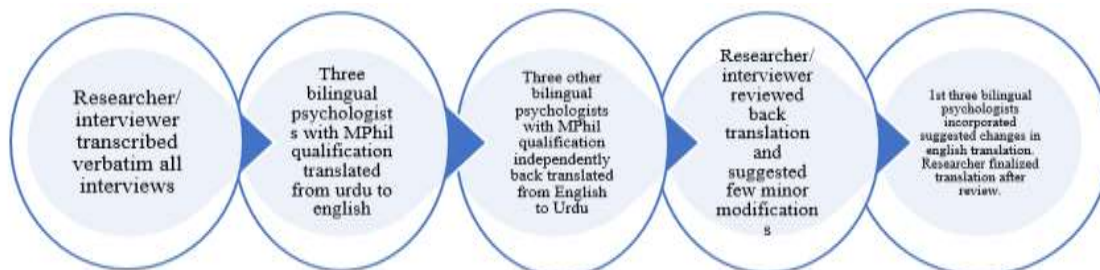 Researcher/
interviewer
transcribed
verbatim all
interviews
Three
bilingual
psychologist
s with MPhil
qualification
translated
from urdu to
english
Three other
bilingual
psychologists
with MPhil
qualification
independently
back translated
from English
to Urdu
Researcher/
interviewer
reviewed
back
translation
and
suggested
few minor
modification
s
1st three bilingual
psychologists
incorporated
suggested changes in
english translation.
Researcher finalized
translation after
review.